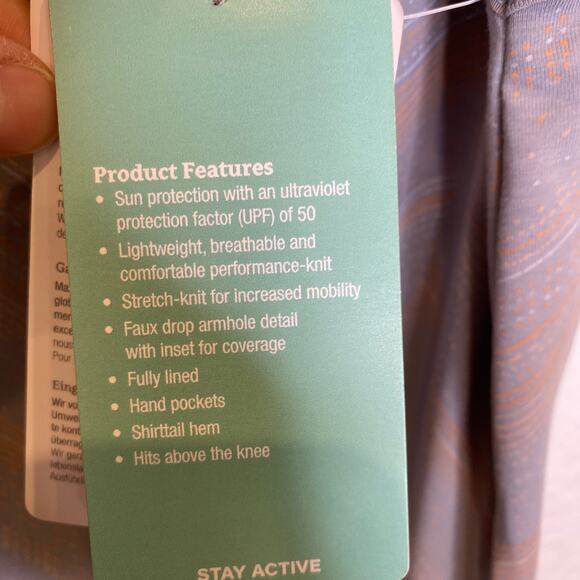 Product Features
• Sun protection with an ultraviolet
protection factor (UPF) of 50
• Lightweight, breathable and
comfortable performance-knit
• Stretch-knit for increased mobility
• Faux drop armhole detail
with inset for coverage
• Fully lined
• Hand pockets
• Shirttail hem
• Hits above the knee
STAY ACTIVE
Wir